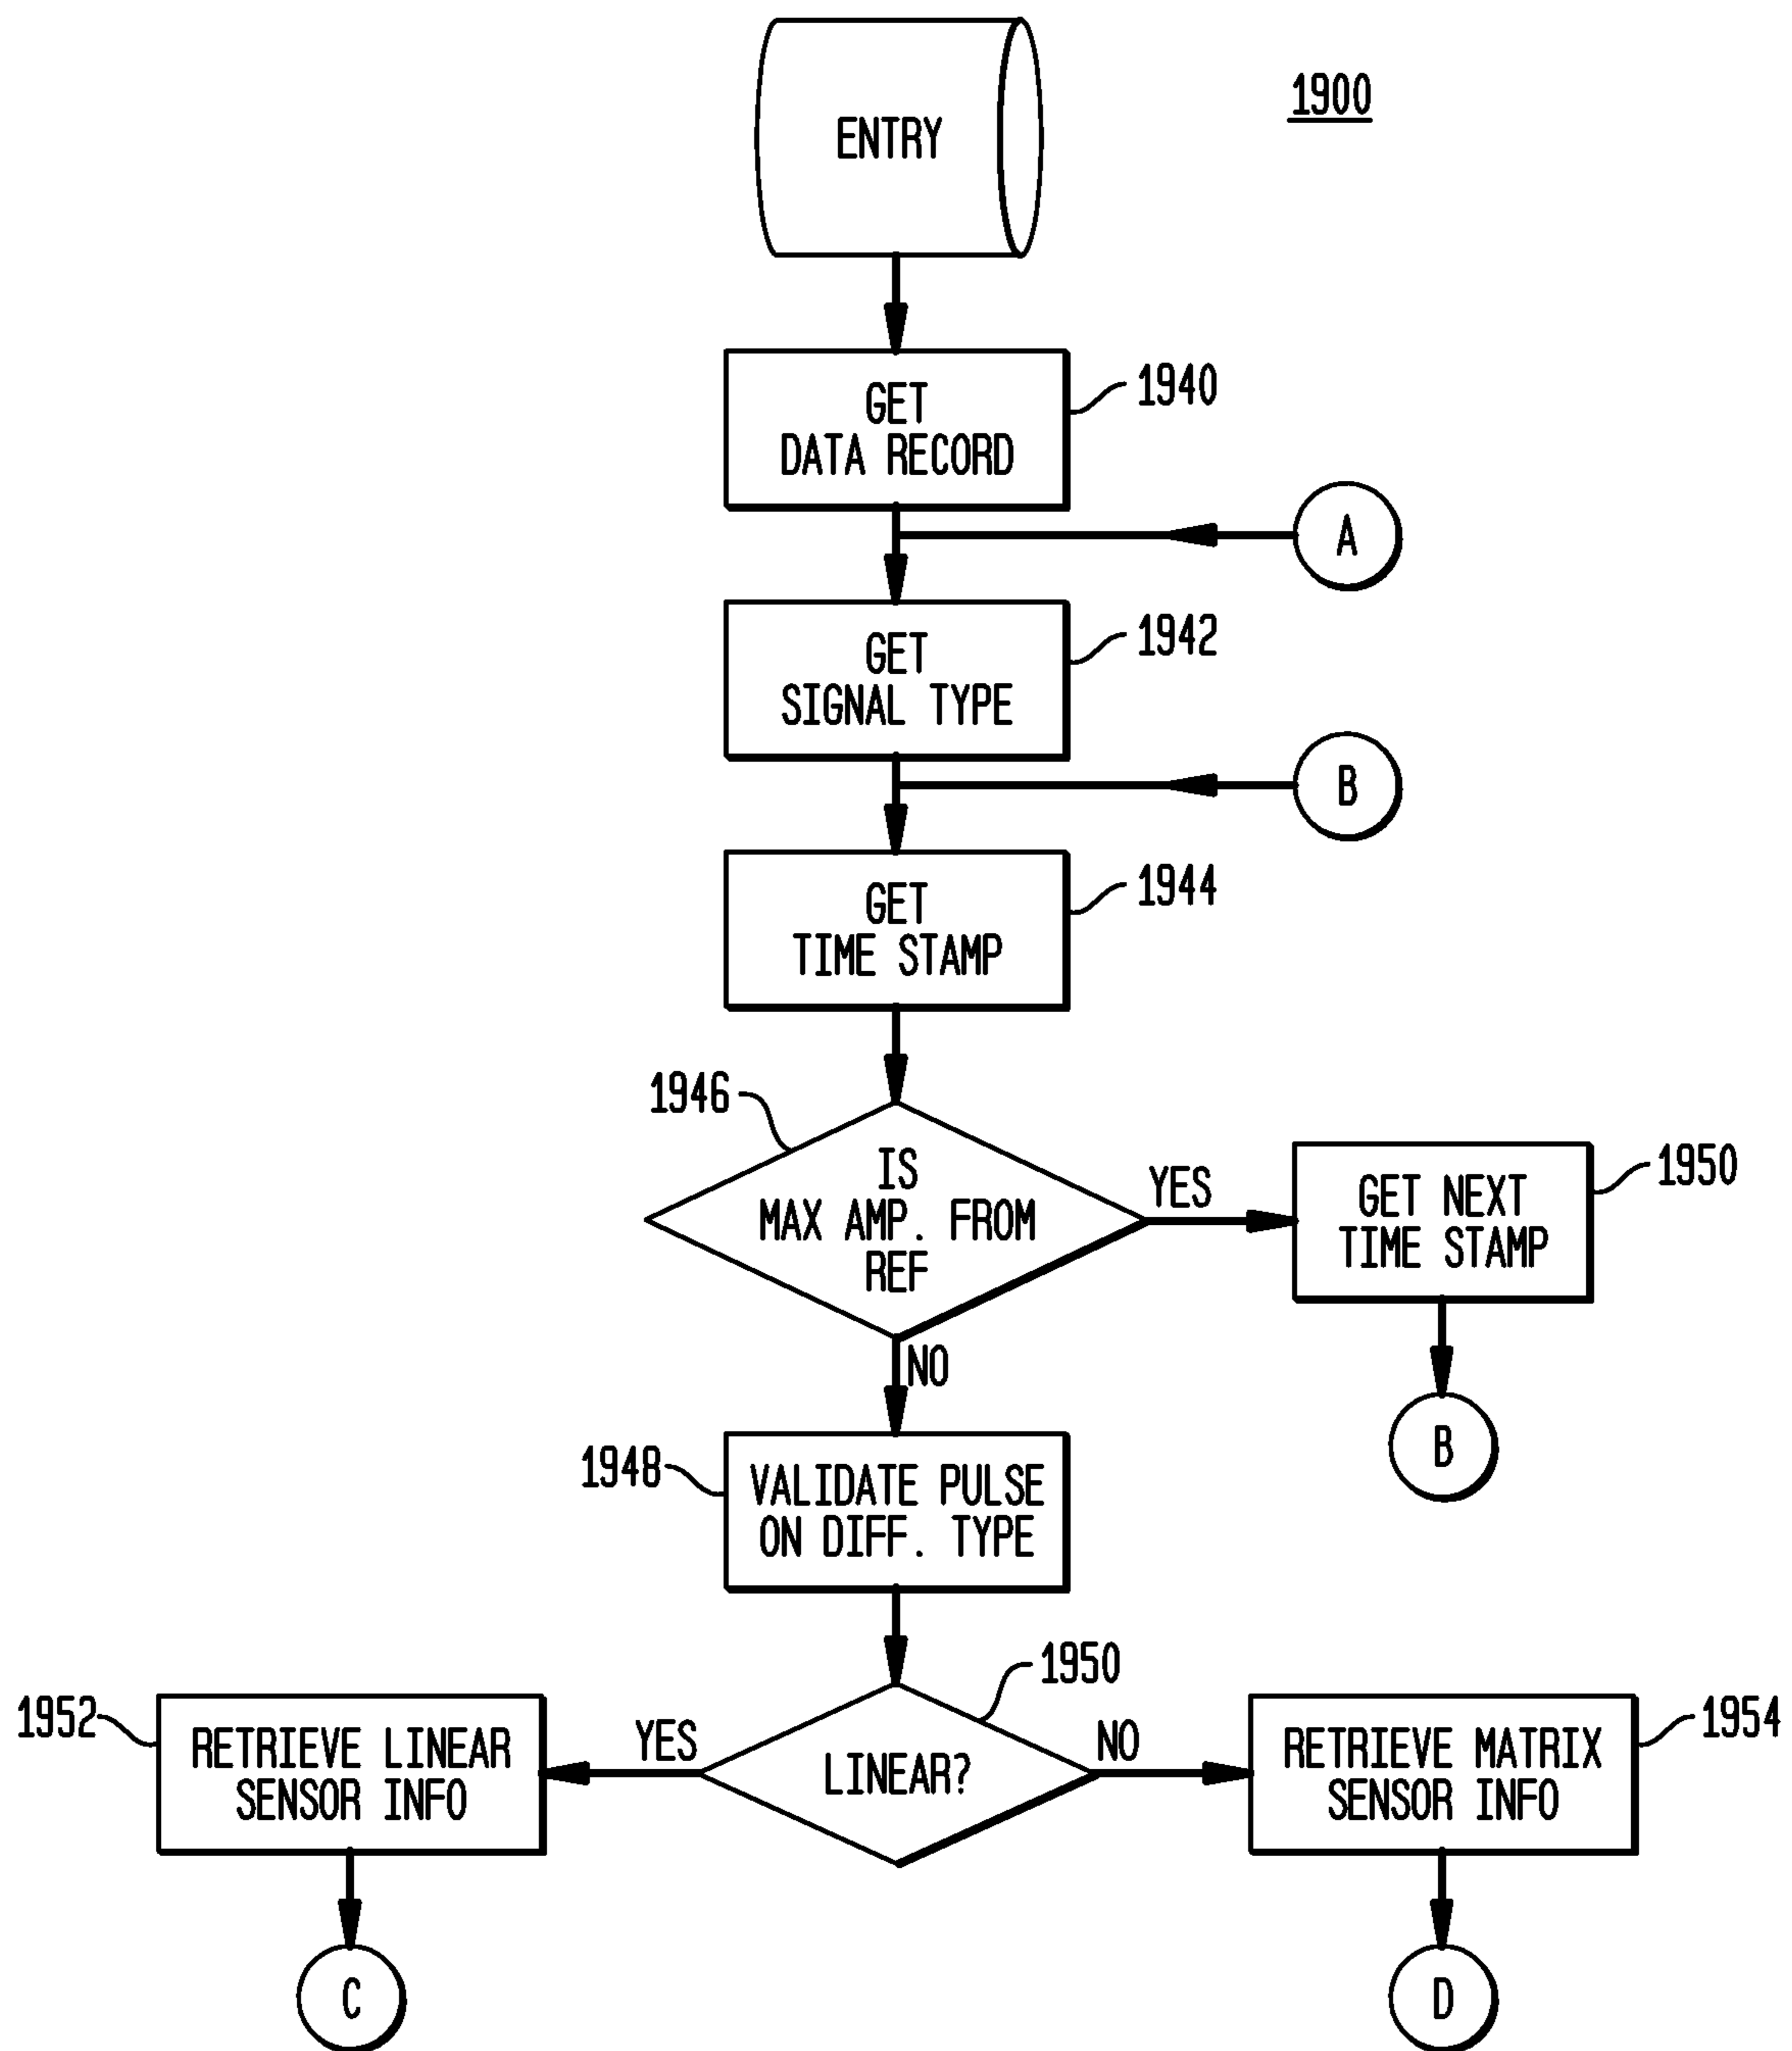 ENTRY
1900
GET
DATA RECORD
1940
A
GET
SIGNAL TYPE
1942
B
GET
TIME STAMP
1944
1946
IS
MAX AMP. FROM
REF
YES
GET NEXT
TIME STAMP
1950
NO
B
1948
VALIDATE PULSE
ON DIFF. TYPE
1950
1952
RETRIEVE LINEAR
SENSOR INFO
YES
LINEAR?
NO
RETRIEVE MATRIX
SENSOR INFO
1954
C
D